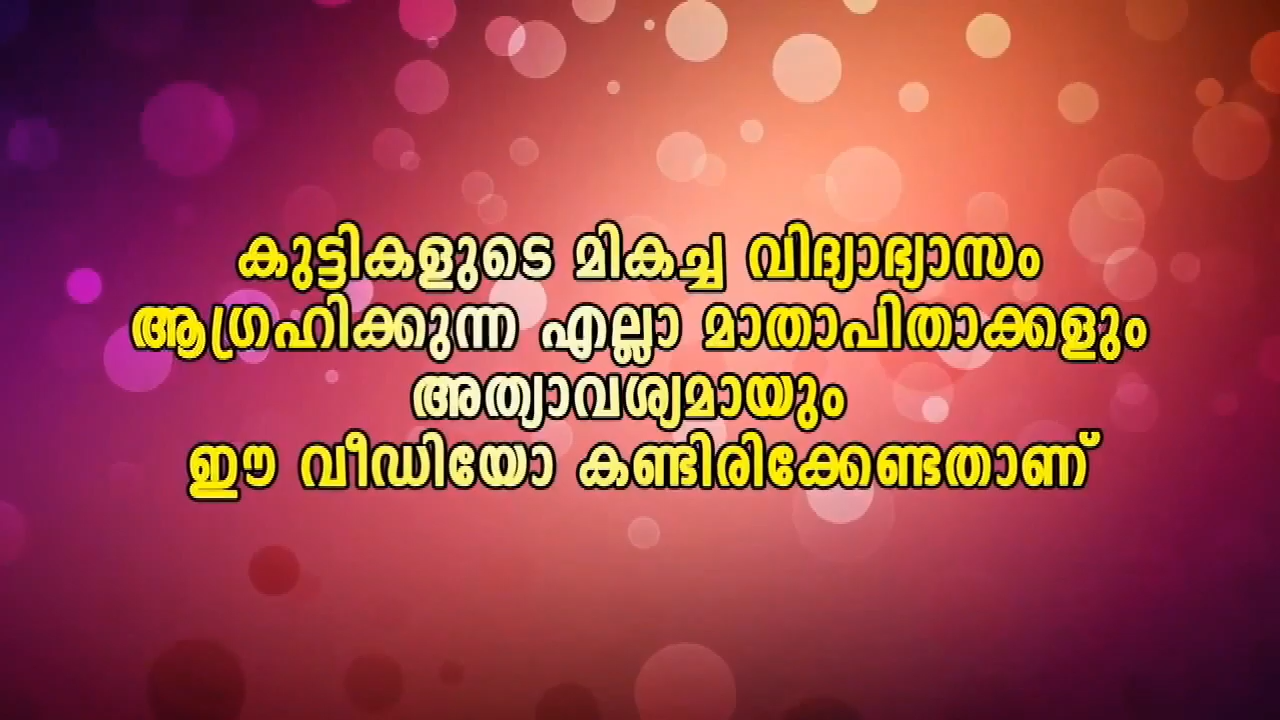 കുട്ടികളുടെ മികച്ച വിദ്യാഭ്യാസം
ആഗ്രഹിക്കുന്ന എല്ലാ മാതാപിതാക്കളും
അത്യാവശ്യമായും
ഈ വീഡിയോ കണ്ടിരിക്കേണ്ടതാണ്